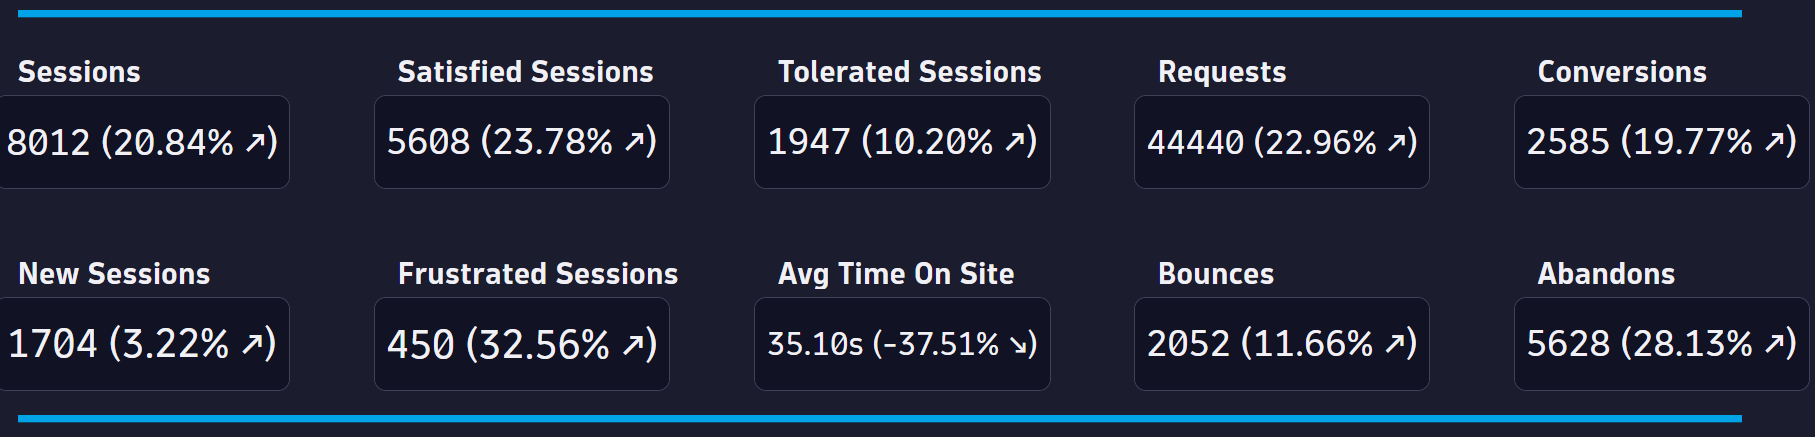 Sessions
Satisfied Sessions
Tolerated Sessions
Requests
Conversions
8012 (20.84% ↗)
5608 (23.78% ↗)
1947 (10.20% ↗)
44440 (22.96% ↗)
2585 (19.77% ↗)
New Sessions
Frustrated Sessions
Avg Time On Site
Bounces
Abandons
1704 (3.22% ↗)
450 (32.56% ↗)
35.10s (-37.51% ↘)
2052 (11.66% ↗)
5628 (28.13% ↗)